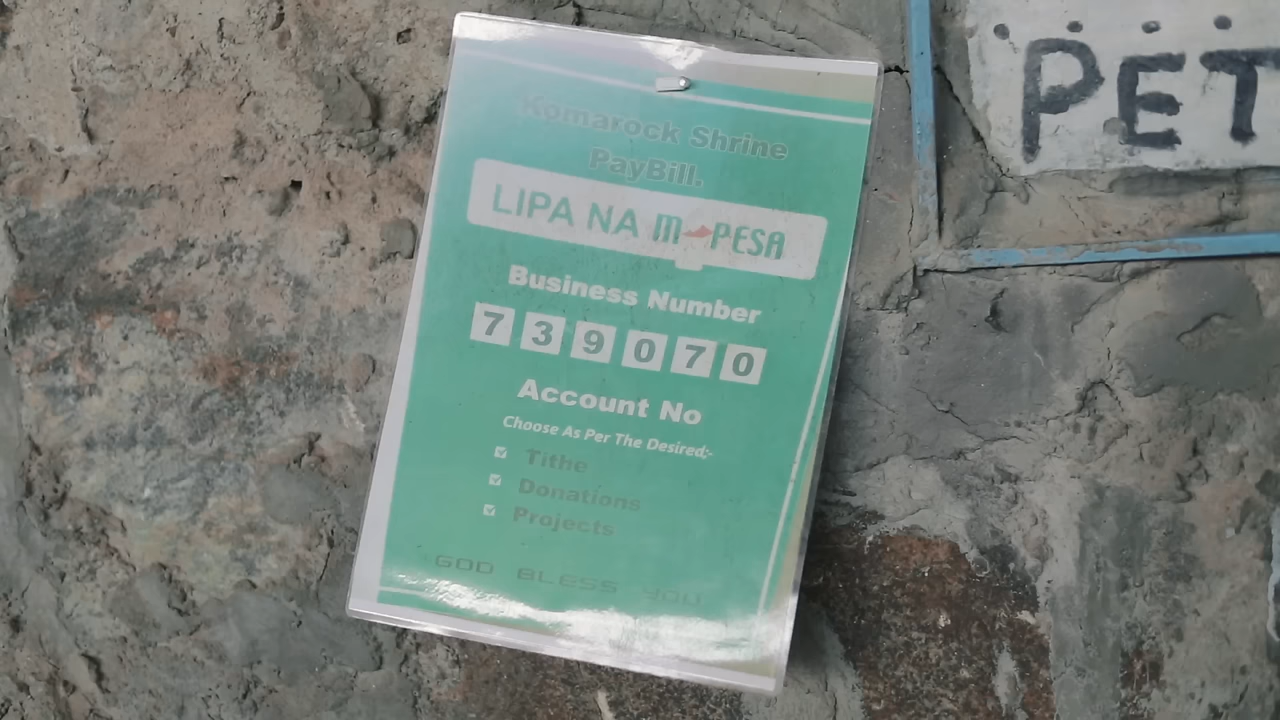 Komarock Shrine
PayBill.
LIPA NA M-PESA
Business Number
739070
Account No
Choose As Per The Desired;-
Tithe
Donations
Projects
GOD BLESS YOU
PET